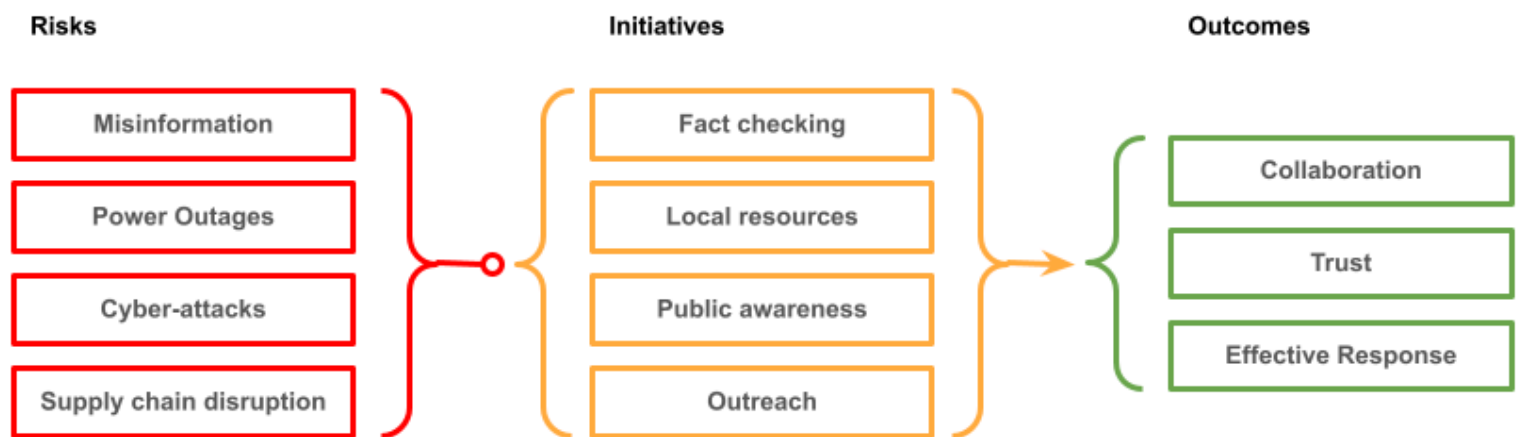 Risks
Initiatives
Outcomes
Misinformation
Power Outages
Cyber-attacks
Supply chain disruption
Fact checking
Local resources
Public awareness
Outreach
Collaboration
Trust
Effective Response